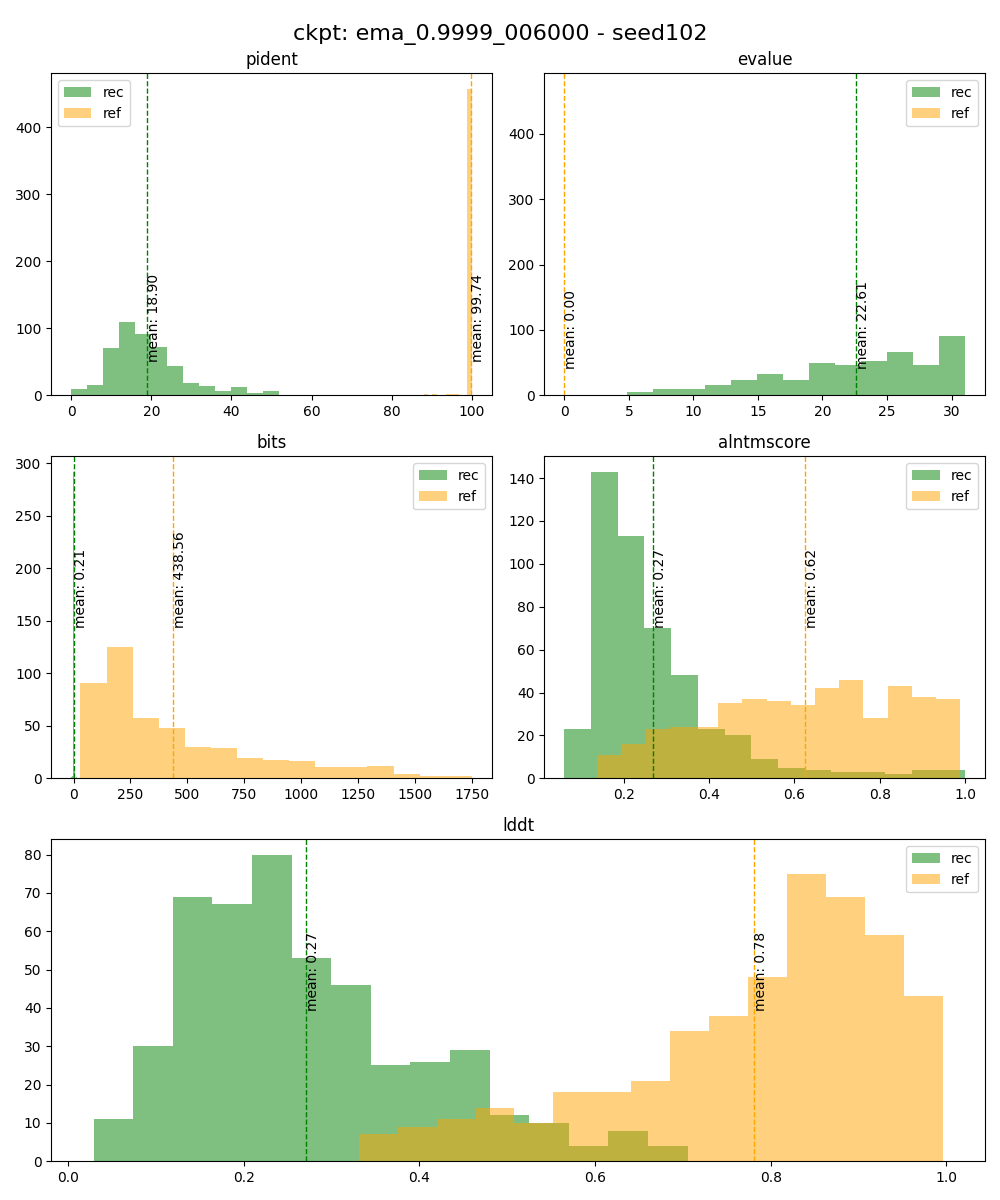 ckpt: ema_0.9999_006000 - seed102
pident
rec
ref
mean: 18.90
mean: 99.74
0
100
200
300
400
0 20 40 60 80 100
evalue
rec
ref
mean: 0.00
mean: 22.61
0
100
200
300
400
0 5 10 15 20 25 30
bits
rec
ref
mean: 0.21
mean: 438.56
0
50
100
150
200
250
300
0 250 500 750 1000 1250 1500 1750
alntmscore
rec
ref
mean: 0.27
mean: 0.62
0
20
40
60
80
100
120
140
0.2 0.4 0.6 0.8 1.0
lddt
rec
ref
mean: 0.27
mean: 0.78
0
10
20
30
40
50
60
70
80
0.0 0.2 0.4 0.6 0.8 1.0